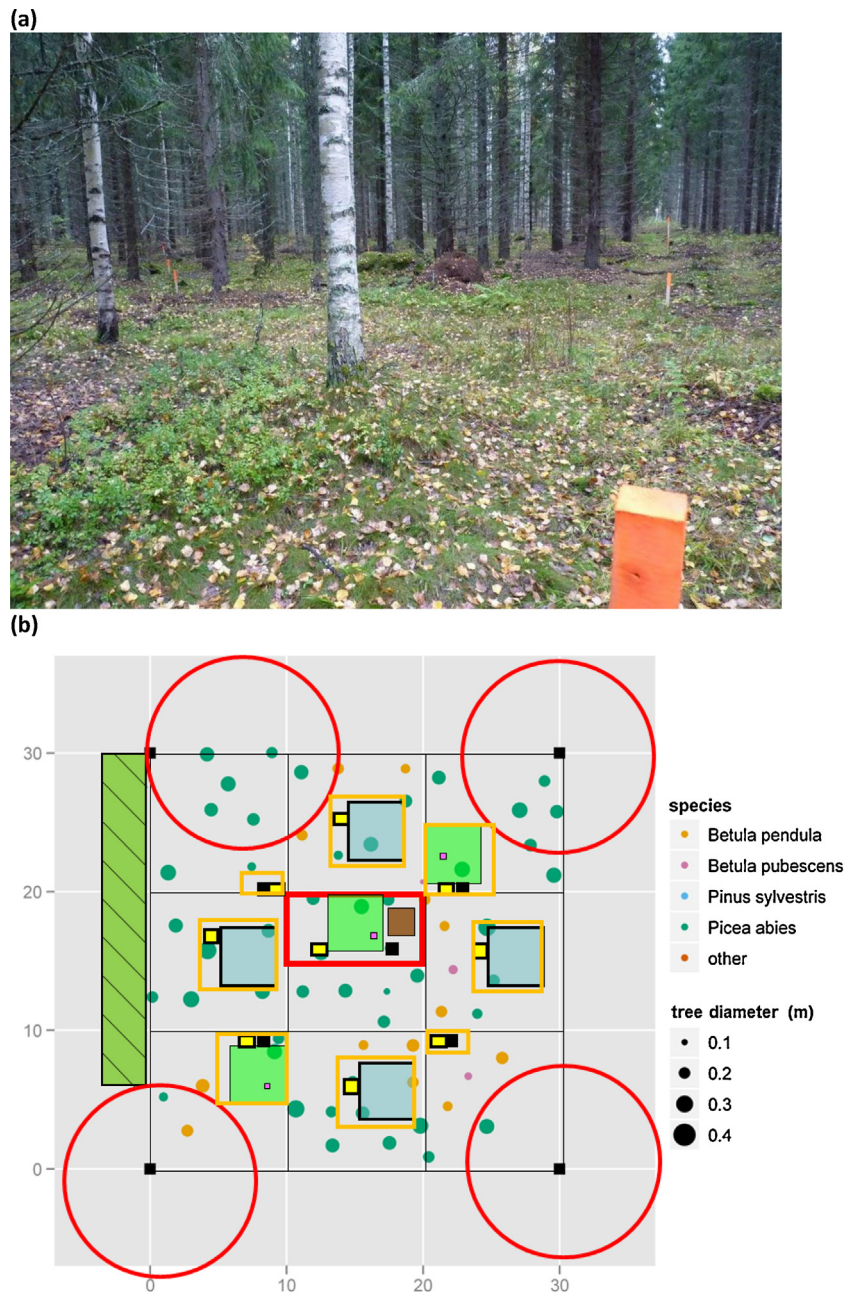 (a)
(b)
30
20
10
0
0 10 20 30
species
Betula pendula
Betula pubescens
Pinus sylvestris
Picea abies
other
tree diameter (m)
0.1
0.2
0.3
0.4